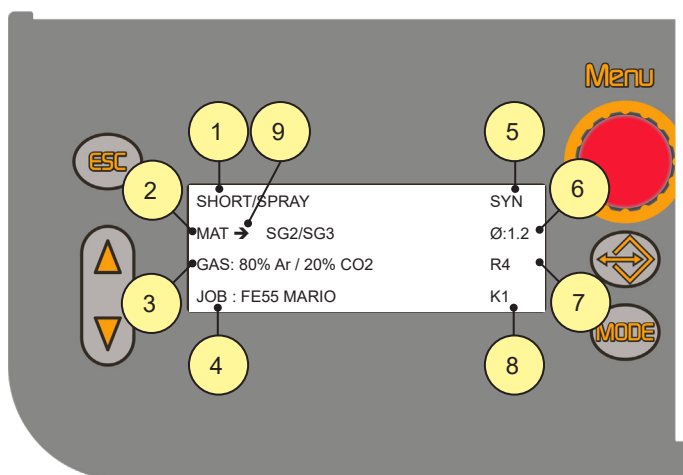 Menu
1
9
5
ESC
2
6
SHORT/SPRAY
SYN
MAT ➔ SG2/SG3
Ø:1.2
GAS: 80% Ar / 20% CO2
R4
3
7
JOB : FE55 MARIO
K1
MODE
4
8